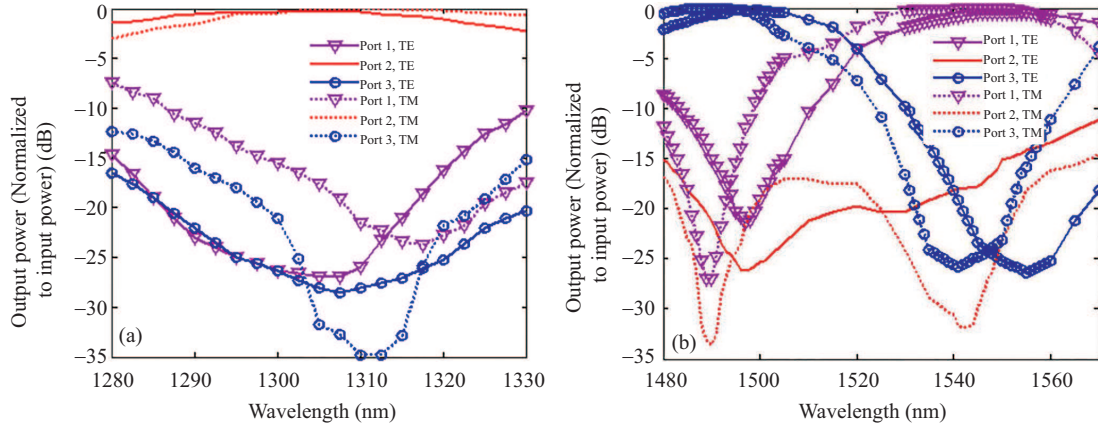 Output power (Normalized
to input power) (dB)
0
−5
−10
−15
−20
−25
−30
−35
Port 1, TE
Port 2, TE
Port 3, TE
Port 1, TM
Port 2, TM
Port 3, TM
(a)
1280 1290 1300 1310 1320 1330
Wavelength (nm)
Output power (Normalized
to input power) (dB)
0
−5
−10
−15
−20
−25
−30
−35
Port 1, TE
Port 2, TE
Port 3, TE
Port 1, TM
Port 2, TM
Port 3, TM
(b)
1480 1500 1520 1540 1560
Wavelength (nm)